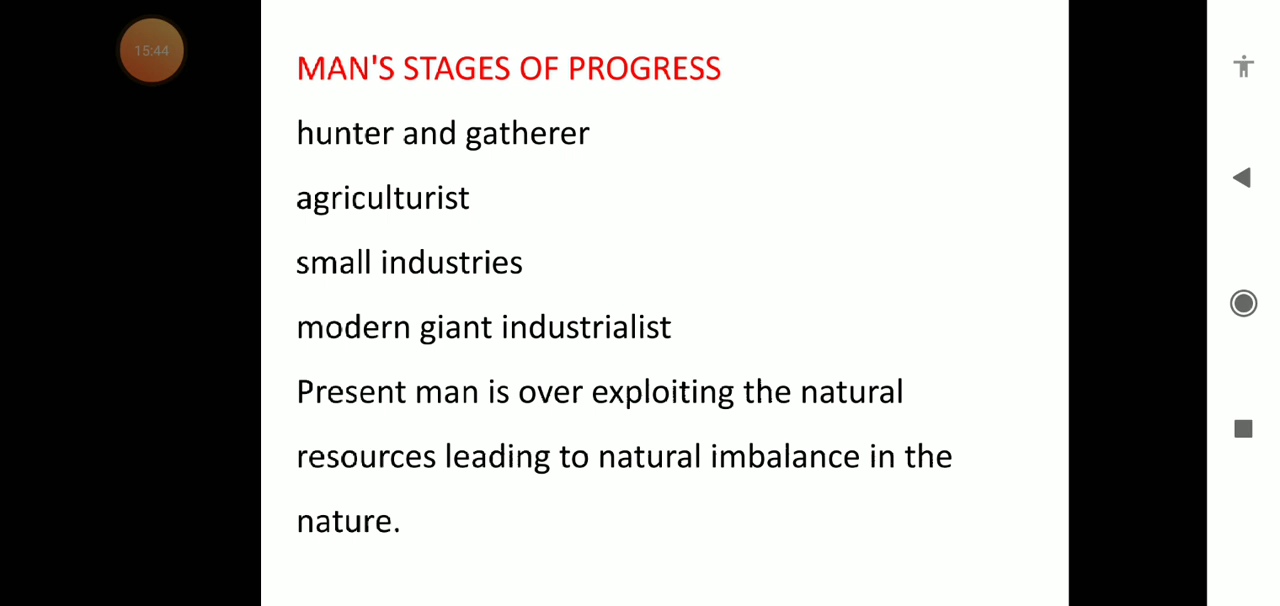 15:44
MAN'S STAGES OF PROGRESS
hunter and gatherer
agriculturist
small industries
modern giant industrialist
Present man is over exploiting the natural
resources leading to natural imbalance in the
nature.